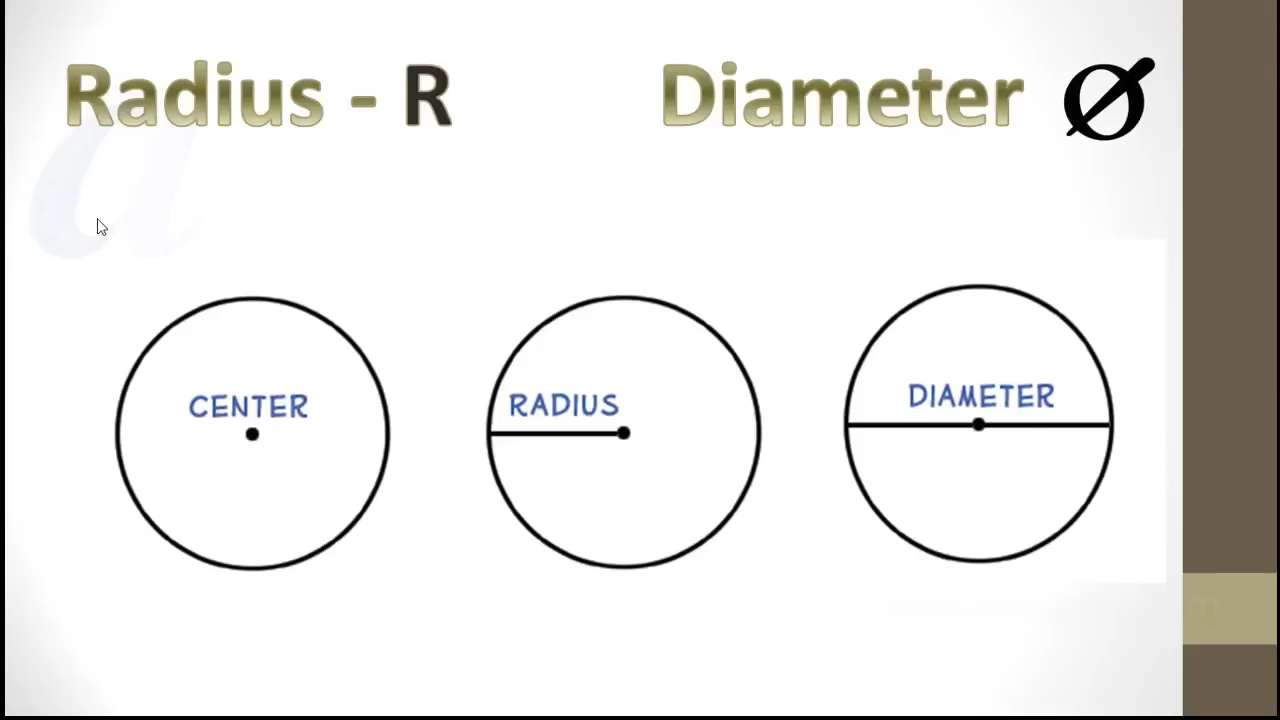 Radius - R
Diameter Ø
CENTER
RADIUS
DIAMETER